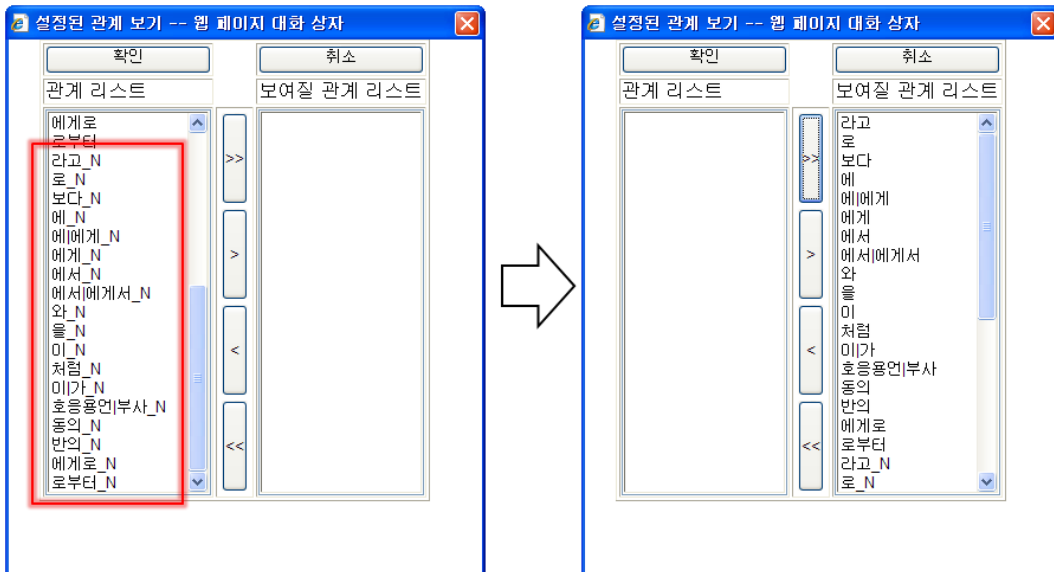 설정된 관계 보기 -- 웹 페이지 대화 상자
확인
취소
관계 리스트
보여질 관계 리스트
에게로
로부터
라고_N
로_N
보다_N
에_N
에|에게_N
에게_N
에서_N
에서|에게서_N
와_N
을_N
이_N
처럼_N
이|가_N
호응용언|부사_N
동의_N
반의_N
에게로_N
로부터_N
>>
>
<
<<
설정된 관계 보기 -- 웹 페이지 대화 상자
확인
취소
관계 리스트
보여질 관계 리스트
>>
>
<
<<
라고
로
보다
에
에|에게
에게
에서
에서|에게서
와
을
이
처럼
이|가
호응용언|부사
동의
반의
에게로
로부터
라고_N
로_N